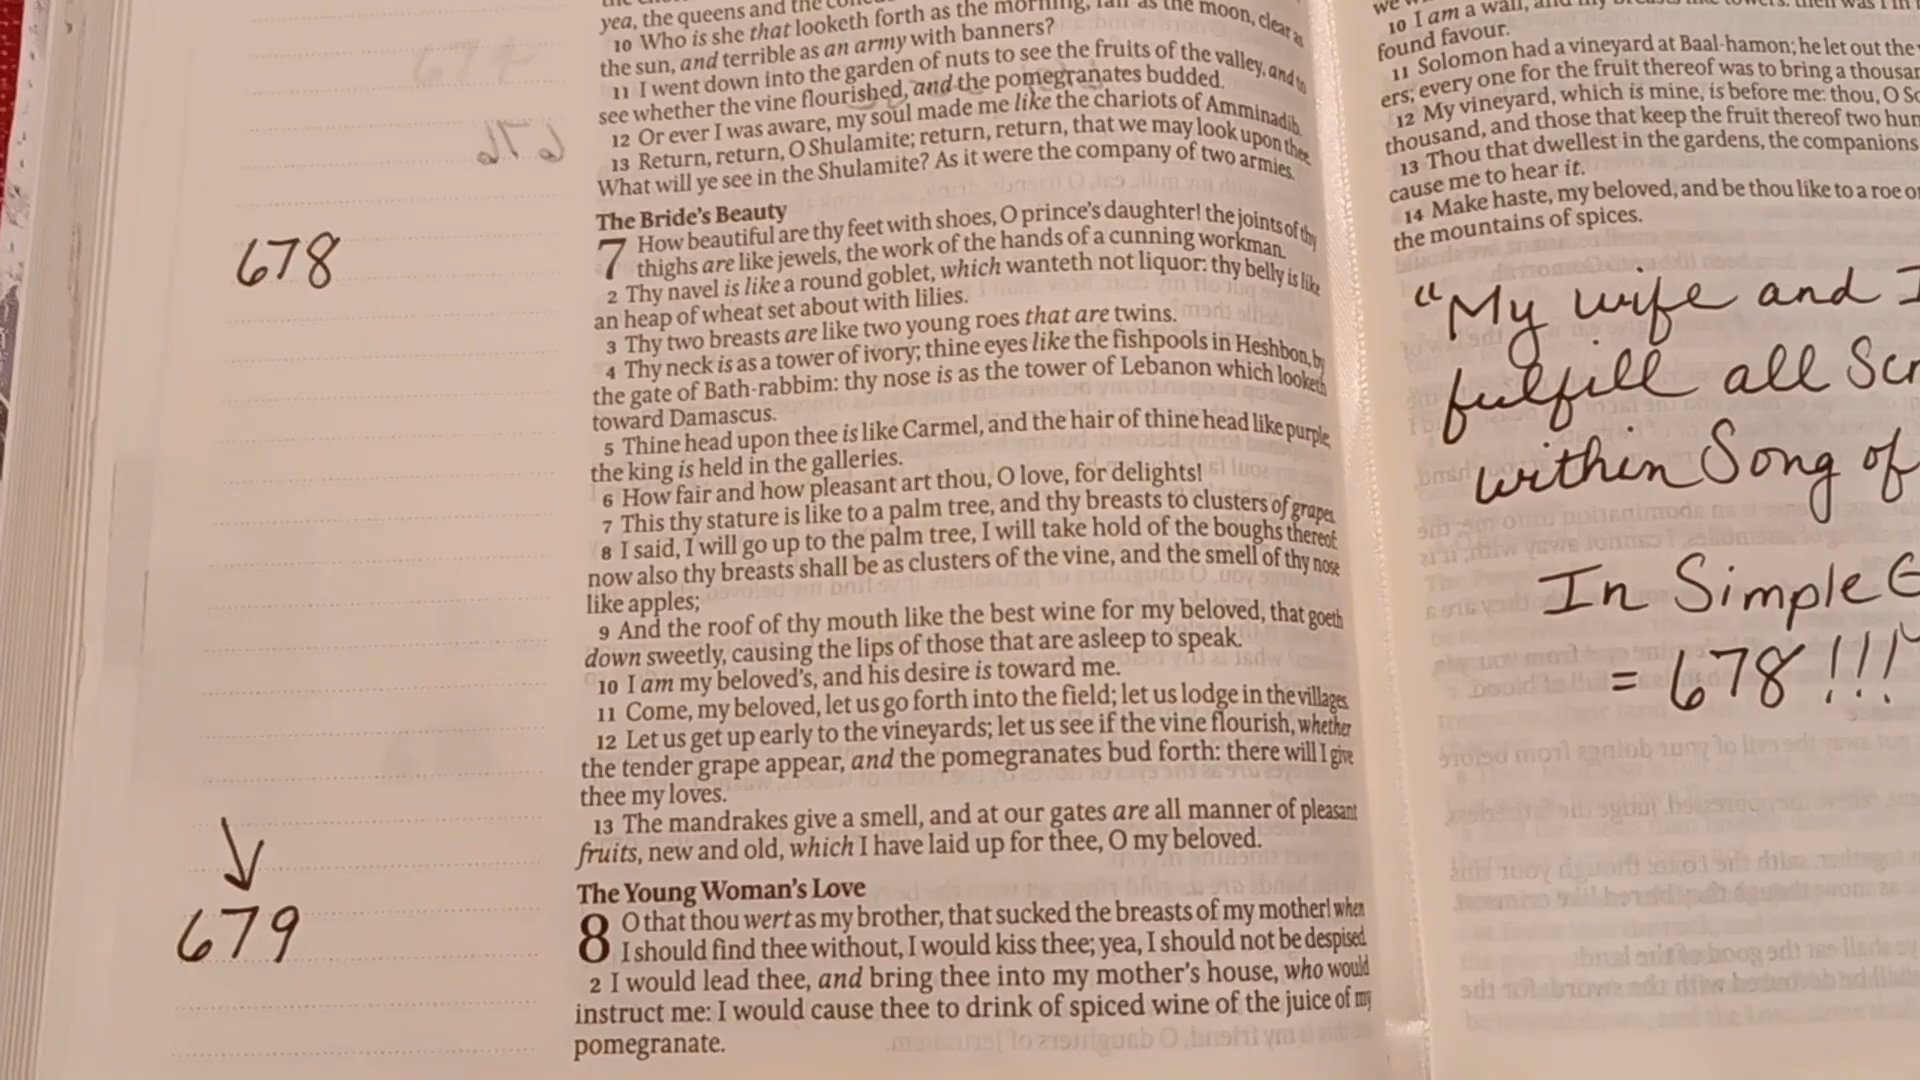 yea, the queens and the
10 Who is she that looketh forth as the morning, fair as the moon, clear as
the sun, and terrible as an army with banners?
11 I went down into the garden of nuts to see the fruits of the valley, and to
see whether the vine flourished, and the pomegranates budded.
12 Or ever I was aware, my soul made me like the chariots of Amminadib.
13 Return, return, O Shulamite; return, return, that we may look upon thee.
What will ye see in the Shulamite? As it were the company of two armies.
The Bride's Beauty
7 How beautiful are thy feet with shoes, O prince's daughter! the joints of thy
thighs are like jewels, the work of the hands of a cunning workman.
2 Thy navel is like a round goblet, which wanteth not liquor: thy belly is like
an heap of wheat set about with lilies.
3 Thy two breasts are like two young roes that are twins.
4 Thy neck is as a tower of ivory; thine eyes like the fishpools in Heshbon, by
the gate of Bath-rabbim: thy nose is as the tower of Lebanon which looketh
toward Damascus.
5 Thine head upon thee is like Carmel, and the hair of thine head like purple;
the king is held in the galleries.
6 How fair and how pleasant art thou, O love, for delights!
7 This thy stature is like to a palm tree, and thy breasts to clusters of grapes.
8 I said, I will go up to the palm tree, I will take hold of the boughs thereof:
now also thy breasts shall be as clusters of the vine, and the smell of thy nose
like apples;
9 And the roof of thy mouth like the best wine for my beloved, that goeth
down sweetly, causing the lips of those that are asleep to speak.
10 I am my beloved's, and his desire is toward me.
11 Come, my beloved, let us go forth into the field; let us lodge in the villages.
12 Let us get up early to the vineyards; let us see if the vine flourish, whether
the tender grape appear, and the pomegranates bud forth: there will I give
thee my loves.
13 The mandrakes give a smell, and at our gates are all manner of pleasant
fruits, new and old, which I have laid up for thee, O my beloved.
The Young Woman's Love
8 O that thou wert as my brother, that sucked the breasts of my mother! when
I should find thee without, I would kiss thee; yea, I should not be despised.
2 I would lead thee, and bring thee into my mother's house, who would
instruct me: I would cause thee to drink of spiced wine of the juice of my
pomegranate.
678
679
10 I am a wall, and my breasts like towers: then was I in
found favour.
11 Solomon had a vineyard at Baal-hamon; he let out the
ers; every one for the fruit thereof was to bring a thousan
12 My vineyard, which is mine, is before me: thou, O So
thousand, and those that keep the fruit thereof two hun
13 Thou that dwellest in the gardens, the companions
cause me to hear it.
14 Make haste, my beloved, and be thou like to a roe or
the mountains of spices.
"My wife and I
fulfill all Scr
within Song of
In Simple G
= 678!!!"